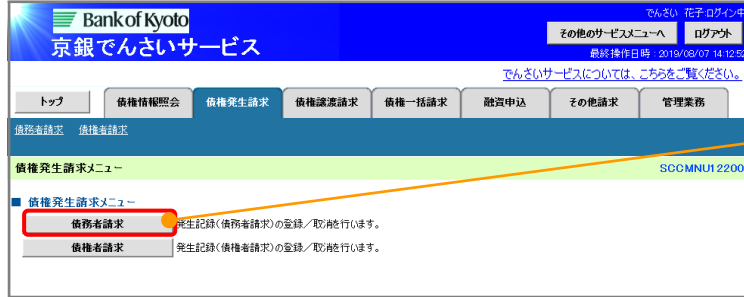 Bank of Kyoto
京銀でんさいサービス
でんさい 花子:ログイン中
その他のサービスメニューへ ログアウト
最終操作日時:2019/08/07 14:12:52
でんさいサービスについては、こちらをご覧ください。
トップ 債権情報照会 債権発生請求 債権譲渡請求 債権一括請求 融資申込 その他請求 管理業務
債務者請求 債権者請求
債権発生請求メニュー SCCMNU12200
■ 債権発生請求メニュー
債務者請求 発生記録(債務者請求)の登録/取消を行います。
債権者請求 発生記録(債権者請求)の登録/取消を行います。